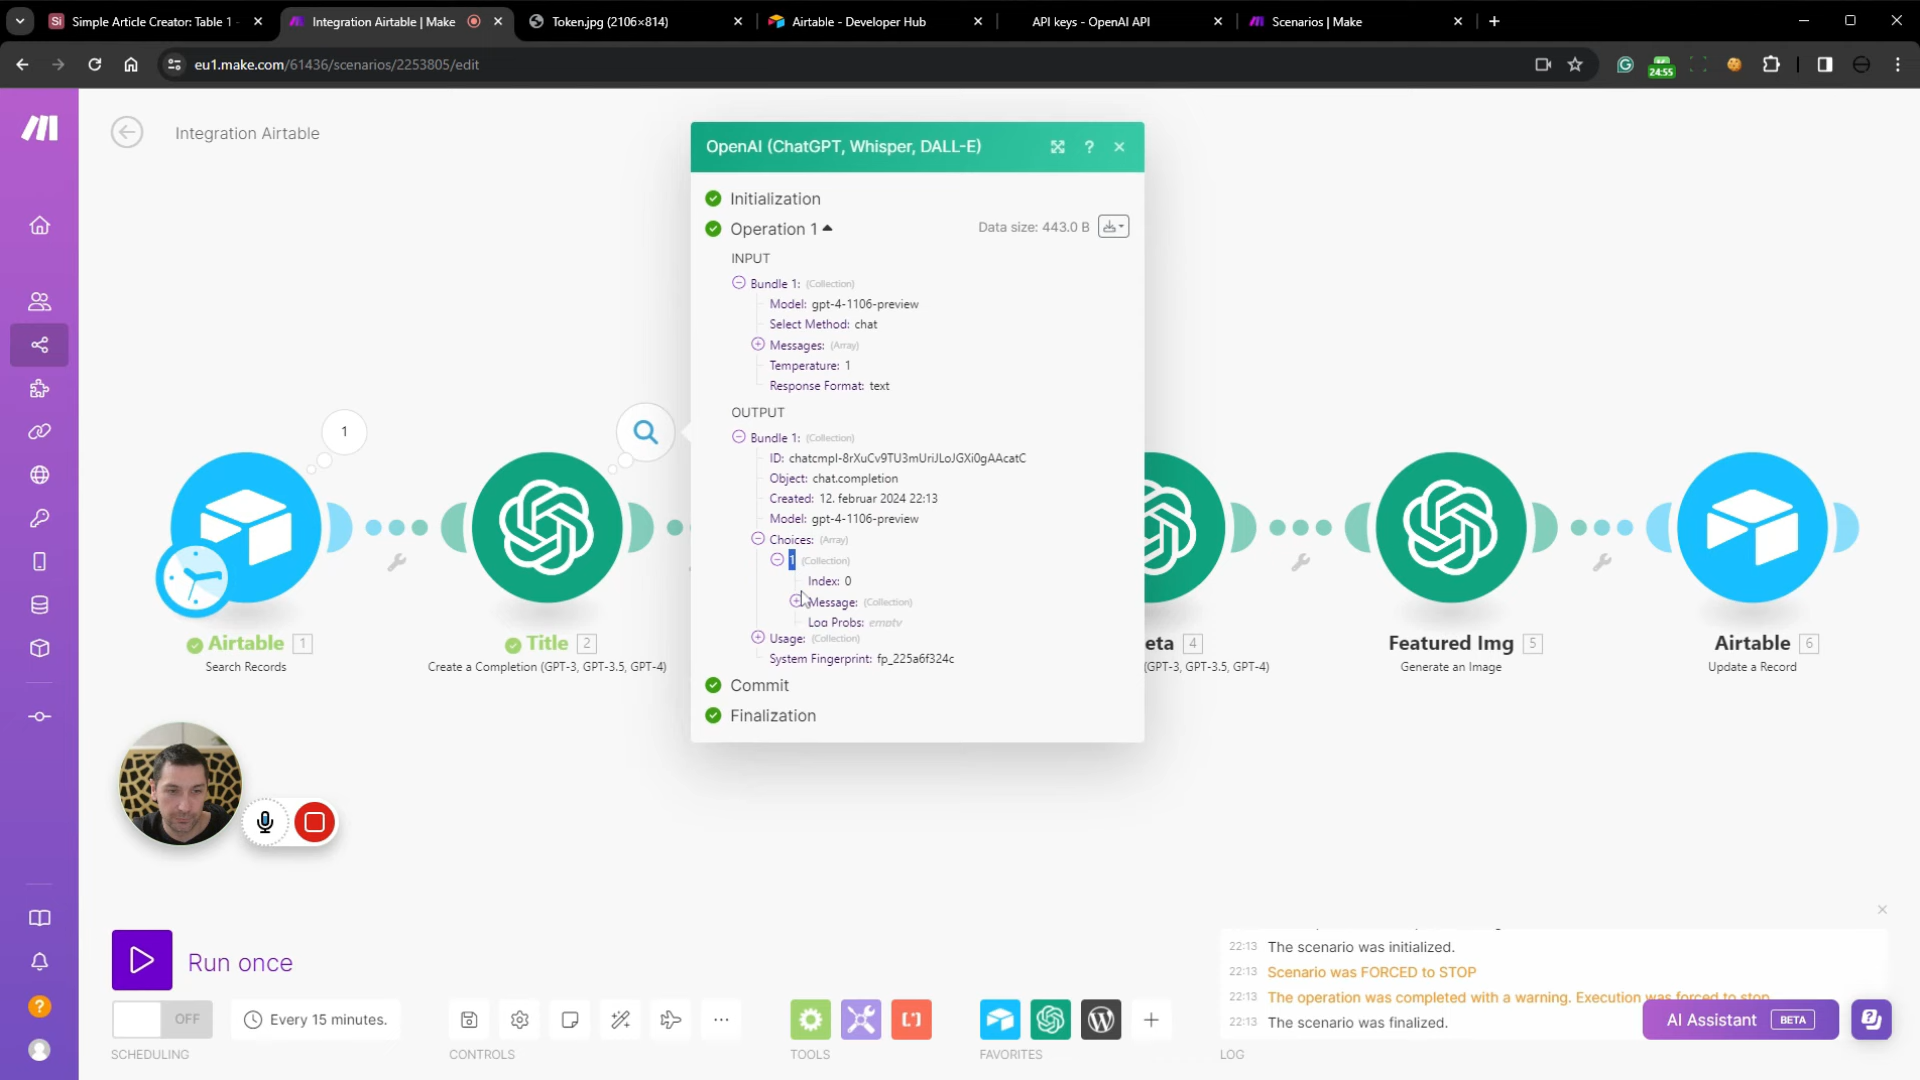 Simple Article Creator: Table 1
Integration Airtable | Make
Token.jpg (2106×814)
Airtable - Developer Hub
API keys - OpenAI API
Scenarios | Make
eu1.make.com/61436/scenarios/2253805/edit
24:55
Integration Airtable
OpenAI (ChatGPT, Whisper, DALL-E)
?
Initialization
Operation 1
Data size: 443.0 B
INPUT
Bundle 1: (Collection)
Model: gpt-4-1106-preview
Select Method: chat
Messages: (Array)
Temperature: 1
Response Format: text
OUTPUT
Bundle 1: (Collection)
ID: chatcmpl-8rXuCv9TU3mUriJLoJGXi0gAAcatC
Object: chat.completion
Created: 12. februar 2024 22:13
Model: gpt-4-1106-preview
Choices: (Array)
1 (Collection)
Index: 0
Message: (Collection)
Log Probs: empty
Usage: (Collection)
System Fingerprint: fp_225a6f324c
Commit
Finalization
1
Airtable 1
Search Records
Title 2
Create a Completion (GPT-3, GPT-3.5, GPT-4)
eta 4
(GPT-3, GPT-3.5, GPT-4)
Featured Img 5
Generate an Image
Airtable 6
Update a Record
Run once
OFF
Every 15 minutes.
SCHEDULING
CONTROLS
TOOLS
FAVORITES
LOG
22:13 The scenario was initialized.
22:13 Scenario was FORCED to STOP
22:13 The operation was completed with a warning. Execution was forced to stop.
22:13 The scenario was finalized.
AI Assistant BETA
?